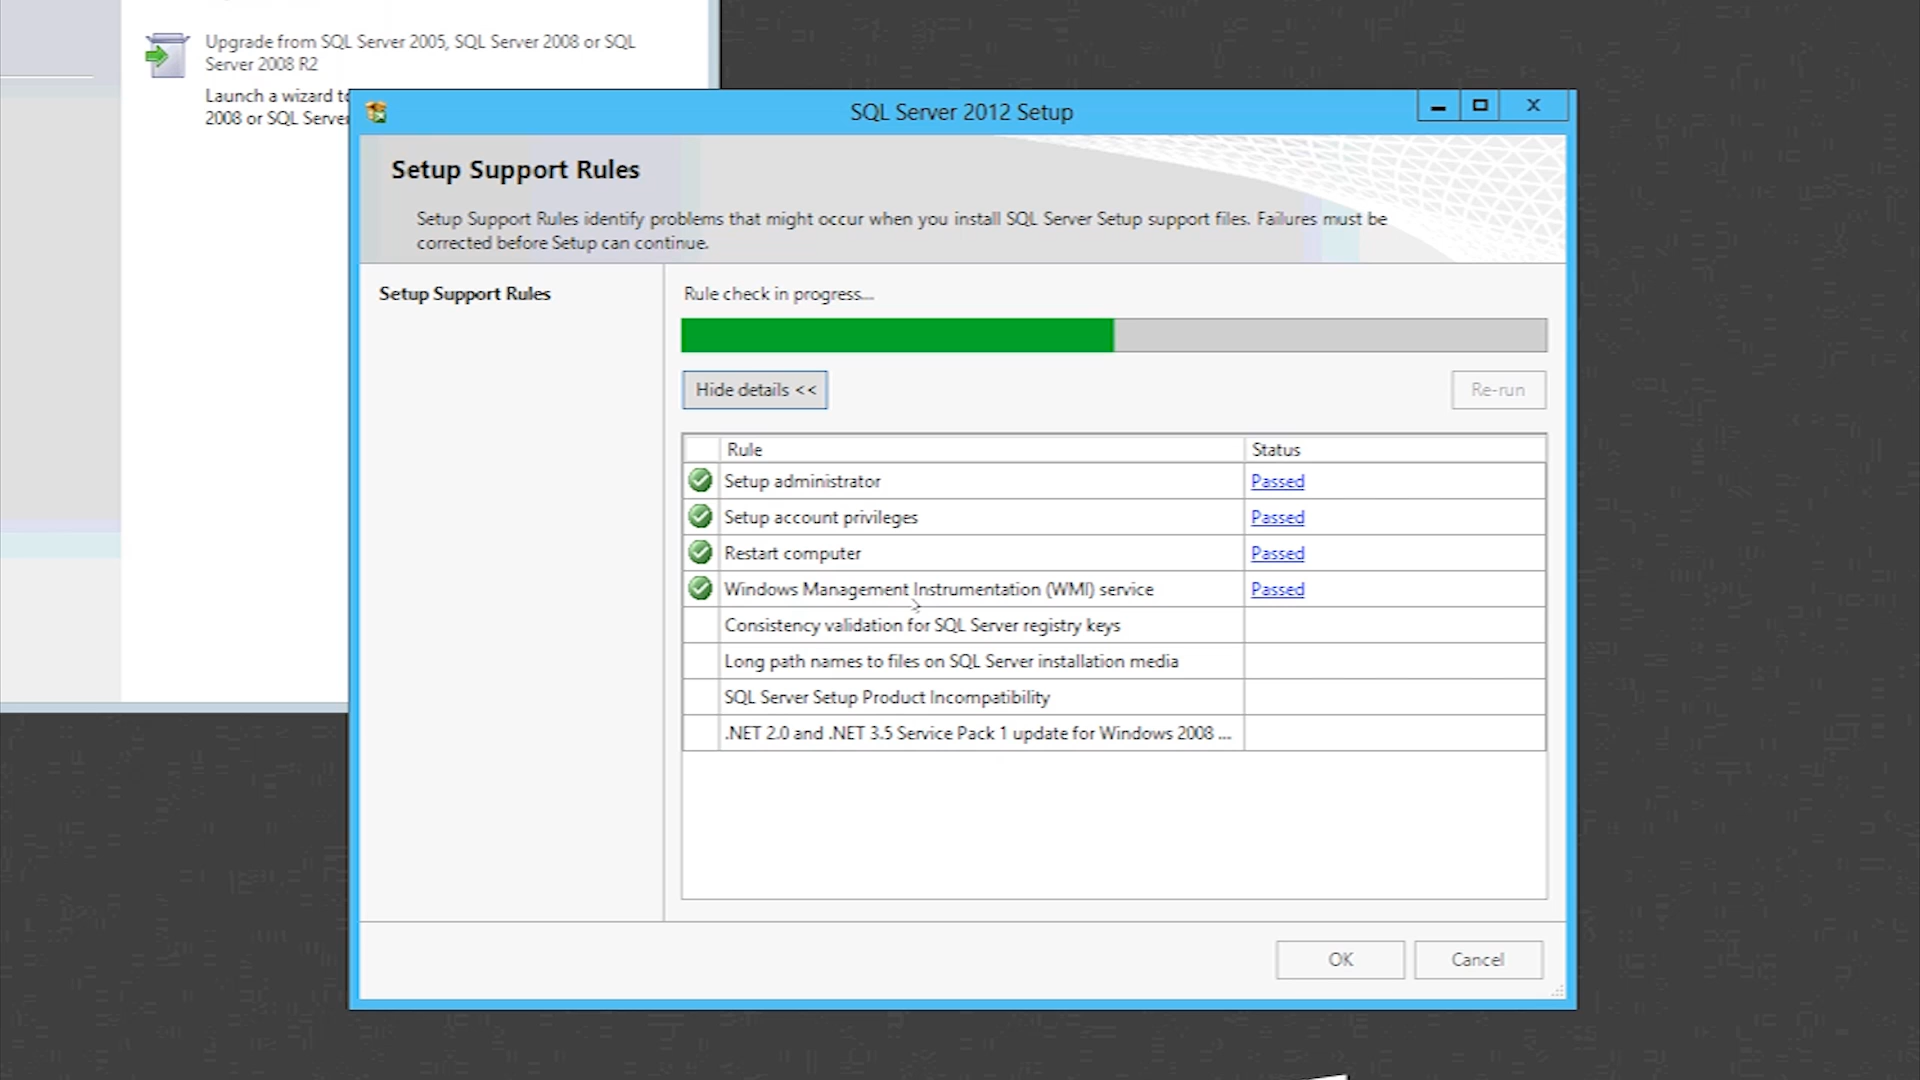 Upgrade from SQL Server 2005, SQL Server 2008 or SQL
Server 2008 R2
Launch a wizard to
2008 or SQL Server
SQL Server 2012 Setup
Setup Support Rules
Setup Support Rules identify problems that might occur when you install SQL Server Setup support files. Failures must be
corrected before Setup can continue.
Setup Support Rules
Rule check in progress...
Hide details <<
Re-run
Rule Status
Setup administrator Passed
Setup account privileges Passed
Restart computer Passed
Windows Management Instrumentation (WMI) service Passed
Consistency validation for SQL Server registry keys
Long path names to files on SQL Server installation media
SQL Server Setup Product Incompatibility
.NET 2.0 and .NET 3.5 Service Pack 1 update for Windows 2008 ...
OK Cancel